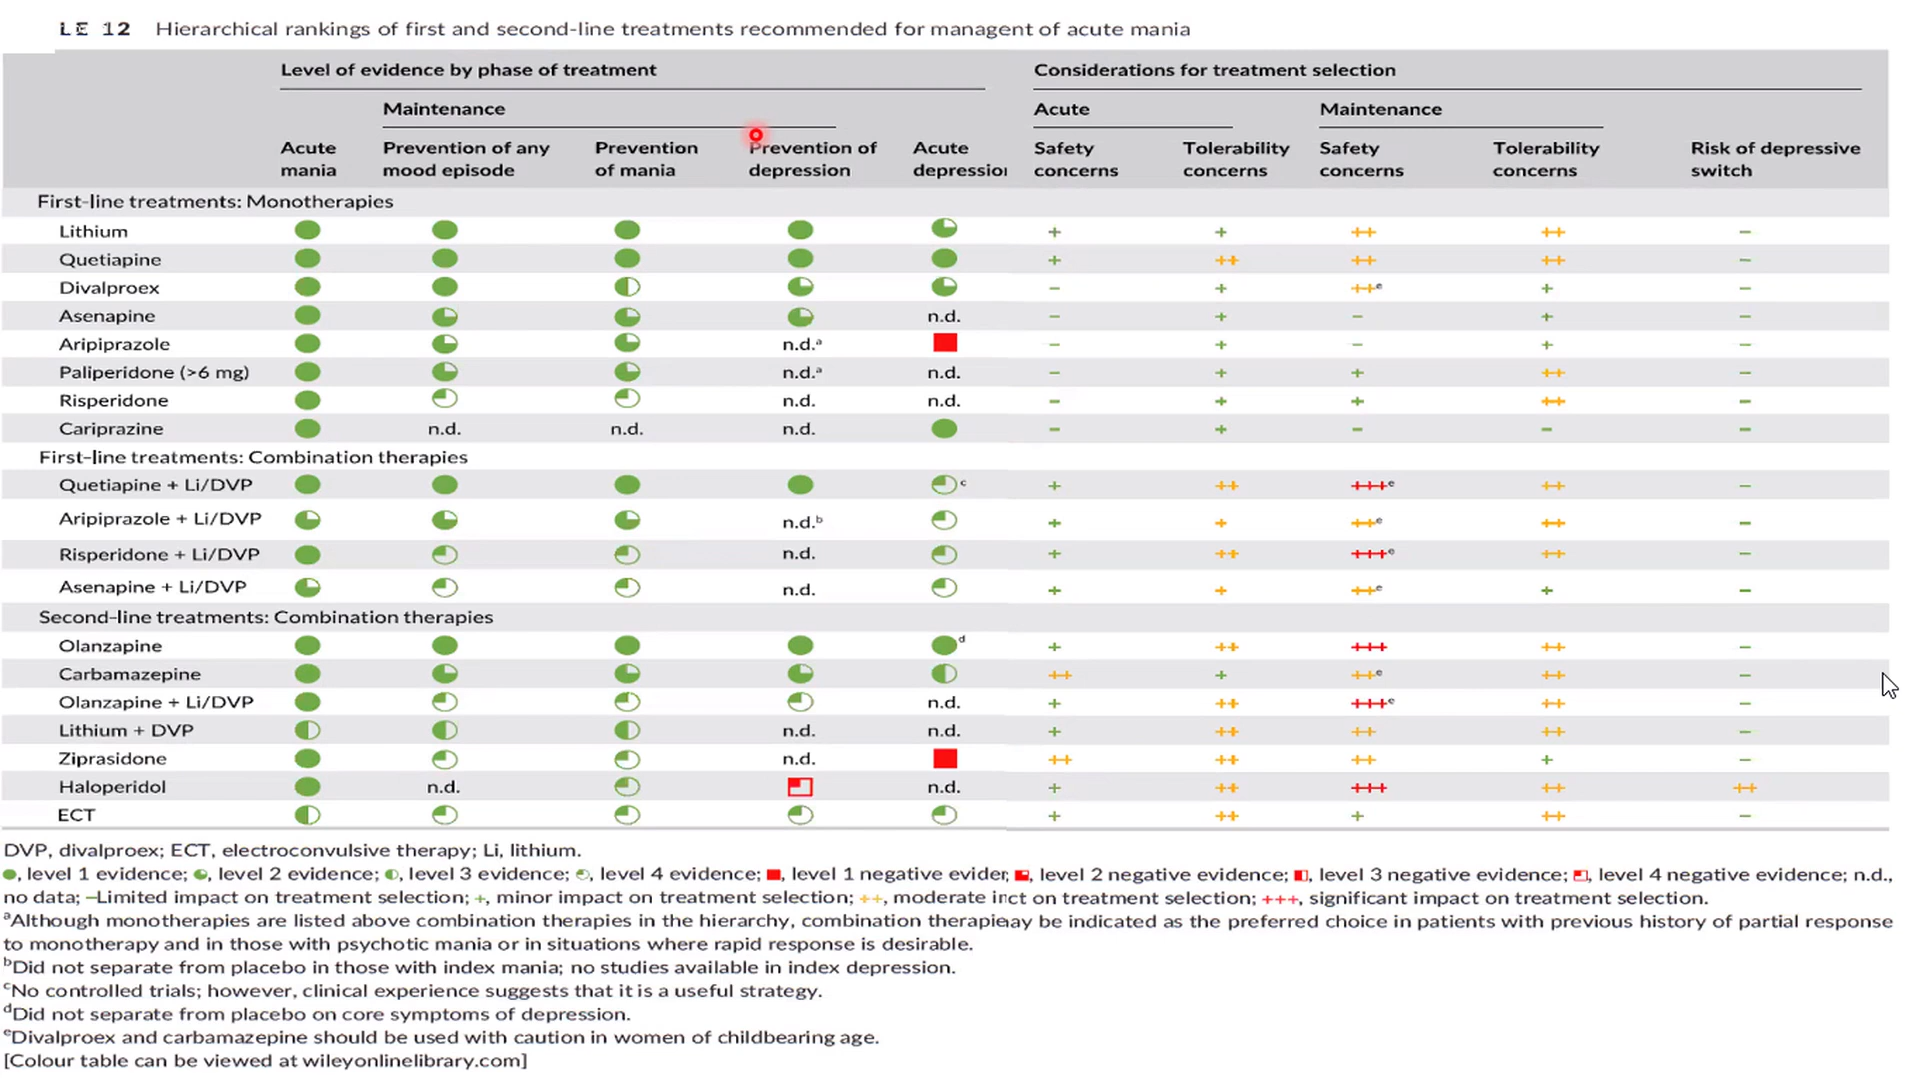 LE 12 Hierarchical rankings of first and second-line treatments recommended for managent of acute mania
Level of evidence by phase of treatment Considerations for treatment selection
Maintenance Acute Maintenance
Acute mania Prevention of any mood episode Prevention of mania Prevention of depression Acute depression Safety concerns Tolerability concerns Safety concerns Tolerability concerns Risk of depressive switch
First-line treatments: Monotherapies
Lithium + + ++ ++ −
Quetiapine + ++ ++ ++ −
Divalproex − + ++e + −
Asenapine n.d. − + − + −
Aripiprazole n.d.a − + − + −
Paliperidone (>6 mg) n.d.a n.d. − + + ++ −
Risperidone n.d. n.d. − + + ++ −
Cariprazine n.d. n.d. n.d. − + − − −
First-line treatments: Combination therapies
Quetiapine + Li/DVP c + ++ +++e ++ −
Aripiprazole + Li/DVP n.d.b + + ++e ++ −
Risperidone + Li/DVP n.d. + ++ +++e ++ −
Asenapine + Li/DVP n.d. + + ++e + −
Second-line treatments: Combination therapies
Olanzapine d + ++ +++ ++ −
Carbamazepine ++ + ++e ++ −
Olanzapine + Li/DVP n.d. + ++ +++e ++ −
Lithium + DVP n.d. n.d. + ++ ++ ++ −
Ziprasidone n.d. ++ ++ ++ + −
Haloperidol n.d. n.d. + ++ +++ ++ ++
ECT + ++ + ++ −
DVP, divalproex; ECT, electroconvulsive therapy; Li, lithium.
, level 1 evidence; , level 2 evidence; , level 3 evidence; , level 4 evidence; , level 1 negative evider , level 2 negative evidence; , level 3 negative evidence; , level 4 negative evidence; n.d.,
no data; −Limited impact on treatment selection; +, minor impact on treatment selection; ++, moderate inct on treatment selection; +++, significant impact on treatment selection.
aAlthough monotherapies are listed above combination therapies in the hierarchy, combination therapieay be indicated as the preferred choice in patients with previous history of partial response
to monotherapy and in those with psychotic mania or in situations where rapid response is desirable.
bDid not separate from placebo in those with index mania; no studies available in index depression.
cNo controlled trials; however, clinical experience suggests that it is a useful strategy.
dDid not separate from placebo on core symptoms of depression.
eDivalproex and carbamazepine should be used with caution in women of childbearing age.
[Colour table can be viewed at wileyonlinelibrary.com]